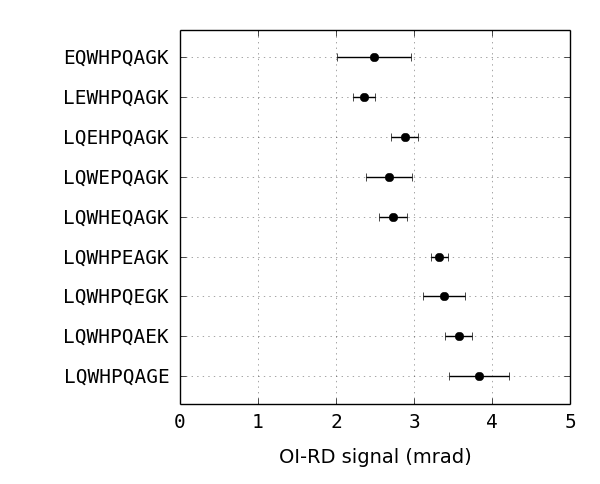 EQWHPQAGK
LEWHPQAGK
LQEHPQAGK
LQWEPQAGK
LQWHEQAGK
LQWHPEAGK
LQWHPQEGK
LQWHPQAEK
LQWHPQAGE
0 1 2 3 4 5
OI-RD signal (mrad)